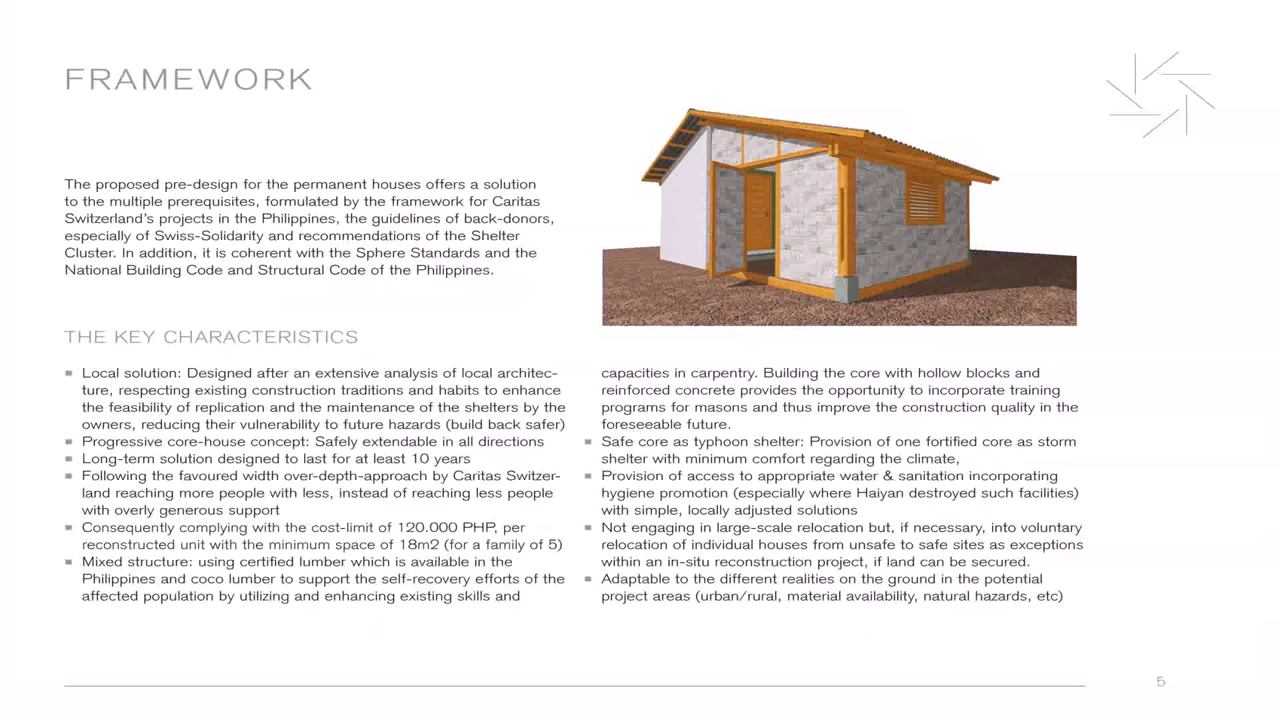 FRAMEWORK
The proposed pre-design for the permanent houses offers a solution
to the multiple prerequisites, formulated by the framework for Caritas
Switzerland's projects in the Philippines, the guidelines of back-donors,
especially of Swiss-Solidarity and recommendations of the Shelter
Cluster. In addition, it is coherent with the Sphere Standards and the
National Building Code and Structural Code of the Philippines.
THE KEY CHARACTERISTICS
Local solution: Designed after an extensive analysis of local architec-
ture, respecting existing construction traditions and habits to enhance
the feasibility of replication and the maintenance of the shelters by the
owners, reducing their vulnerability to future hazards (build back safer)
Progressive core-house concept: Safely extendable in all directions
Long-term solution designed to last for at least 10 years
Following the favoured width over-depth-approach by Caritas Switzer-
land reaching more people with less, instead of reaching less people
with overly generous support
Consequently complying with the cost-limit of 120.000 PHP, per
reconstructed unit with the minimum space of 18m2 (for a family of 5)
Mixed structure: using certified lumber which is available in the
Philippines and coco lumber to support the self-recovery efforts of the
affected population by utilizing and enhancing existing skills and
capacities in carpentry. Building the core with hollow blocks and
reinforced concrete provides the opportunity to incorporate training
programs for masons and thus improve the construction quality in the
foreseeable future.
Safe core as typhoon shelter: Provision of one fortified core as storm
shelter with minimum comfort regarding the climate,
Provision of access to appropriate water & sanitation incorporating
hygiene promotion (especially where Haiyan destroyed such facilities)
with simple, locally adjusted solutions
Not engaging in large-scale relocation but, if necessary, into voluntary
relocation of individual houses from unsafe to safe sites as exceptions
within an in-situ reconstruction project, if land can be secured.
Adaptable to the different realities on the ground in the potential
project areas (urban/rural, material availability, natural hazards, etc)
5